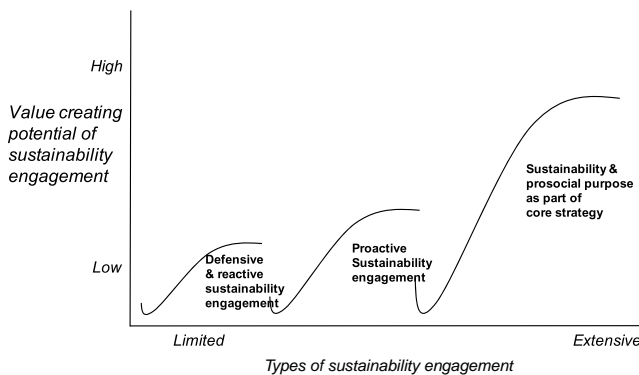 High
Value creating
potential of
sustainability
engagement
Low
Defensive
& reactive
sustainability
engagement
Proactive
Sustainability
engagement
Sustainability &
prosocial purpose
as part of
core strategy
Limited
Extensive
Types of sustainability engagement